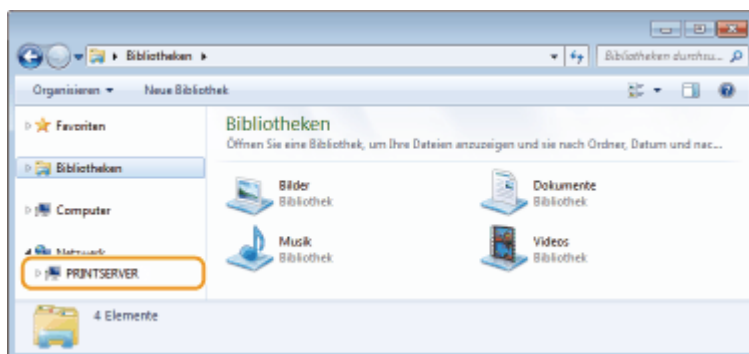 Bibliotheken
Bibliotheken durchsu...
Organisieren
Neue Bibliothek
Favoriten
Bibliotheken
Computer
Netzwerk
PRINTSERVER
Bibliotheken
Öffnen Sie eine Bibliothek, um Ihre Dateien anzuzeigen und sie nach Ordner, Datum und nac...
Bilder
Bibliothek
Dokumente
Bibliothek
Musik
Bibliothek
Videos
Bibliothek
4 Elemente